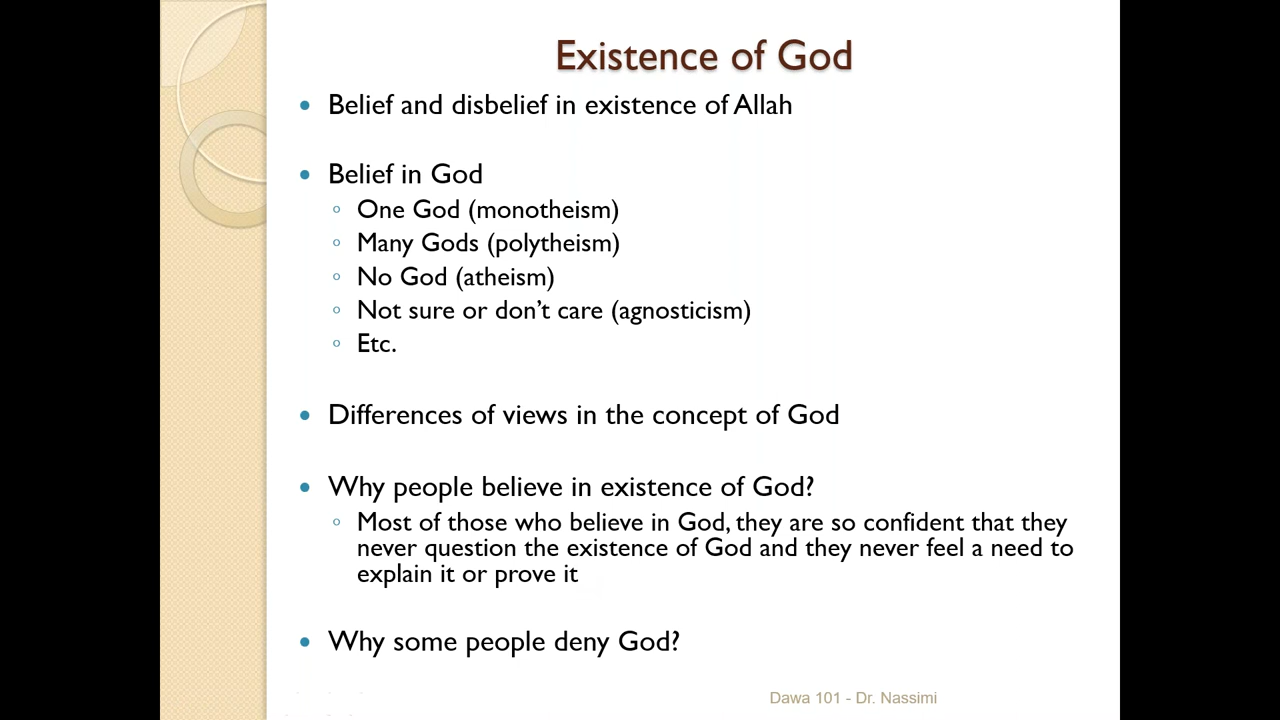 Existence of God
• Belief and disbelief in existence of Allah
• Belief in God
◦ One God (monotheism)
◦ Many Gods (polytheism)
◦ No God (atheism)
◦ Not sure or don’t care (agnosticism)
◦ Etc.
• Differences of views in the concept of God
• Why people believe in existence of God?
◦ Most of those who believe in God, they are so confident that they
never question the existence of God and they never feel a need to
explain it or prove it
• Why some people deny God?
Dawa 101 - Dr. Nassimi